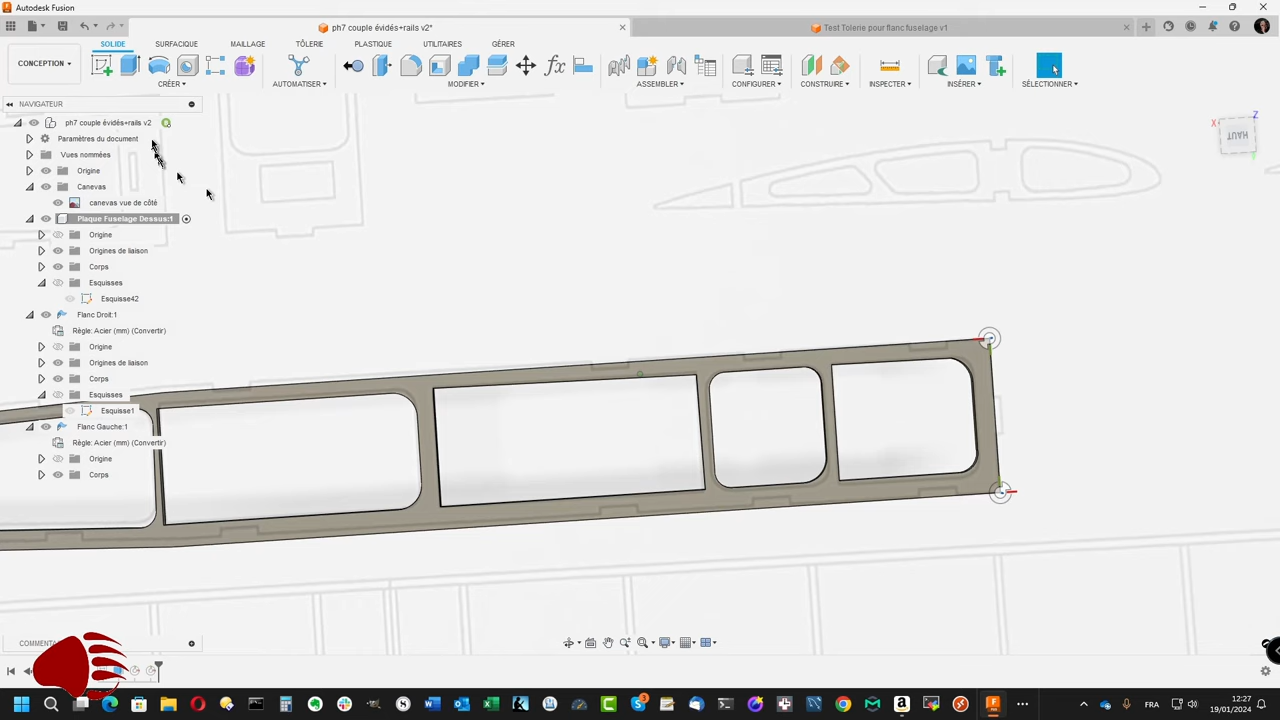 Autodesk Fusion
ph7 couple évidés+rails v2*
Test Tolerie pour flanc fuselage v1
SOLIDE
SURFACIQUE
MAILLAGE
TÔLERIE
PLASTIQUE
UTILITAIRES
GÉRER
CONCEPTION
CRÉER
AUTOMATISER
MODIFIER
ASSEMBLER
CONFIGURER
CONSTRUIRE
INSPECTER
INSÉRER
SÉLECTIONNER
NAVIGATEUR
ph7 couple évidés+rails v2
Paramètres du document
Vues nommées
Origine
Canevas
canevas vue de côté
Plaque Fuselage Dessus:1
Origine
Origines de liaison
Corps
Esquisses
Esquisse42
Flanc Droit:1
Règle: Acier (mm) (Convertir)
Origine
Origines de liaison
Corps
Esquisses
Esquisse1
Flanc Gauche:1
Règle: Acier (mm) (Convertir)
Origine
Corps
X
Z
HAUT
COMMENTA
FRA
12:27
19/01/2024